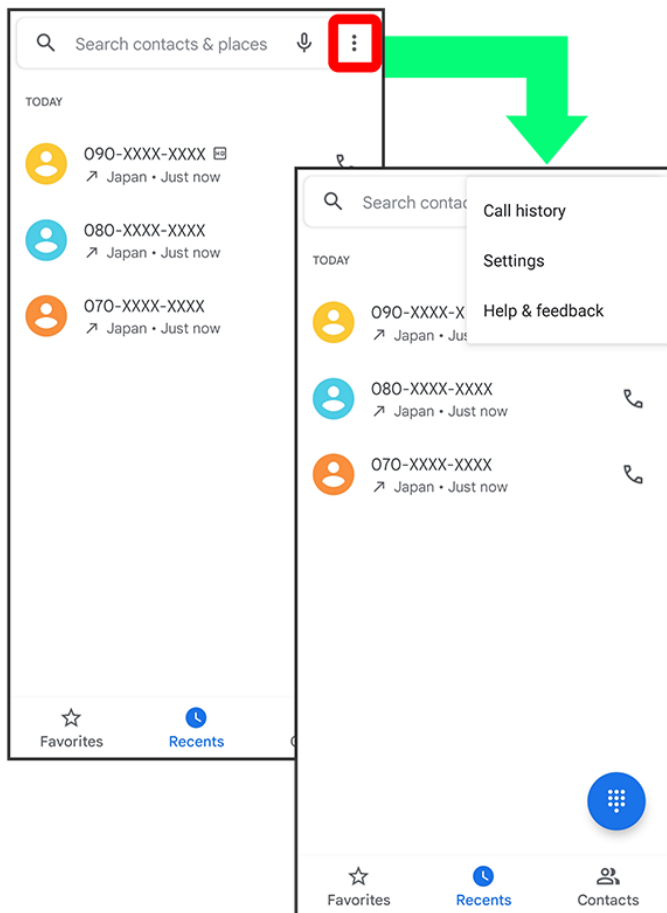 Search contacts & places
TODAY
090-XXXX-XXXX HD
Japan • Just now
080-XXXX-XXXX
Japan • Just now
070-XXXX-XXXX
Japan • Just now
Favorites
Recents
Search contac
Call history
Settings
Help & feedback
TODAY
090-XXXX-X
Japan • Jus
080-XXXX-XXXX
Japan • Just now
070-XXXX-XXXX
Japan • Just now
Favorites
Recents
Contacts